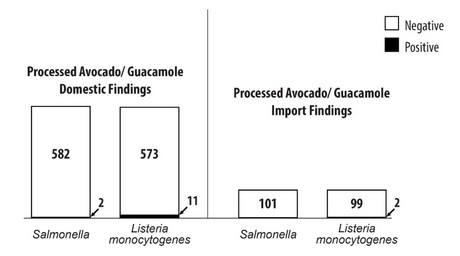 Negative
Positive
Processed Avocado/ Guacamole
Domestic Findings
582
573
2
11
Salmonella
Listeria
monocytogenes
Processed Avocado/ Guacamole
Import Findings
101
99
2
Salmonella
Listeria
monocytogenes